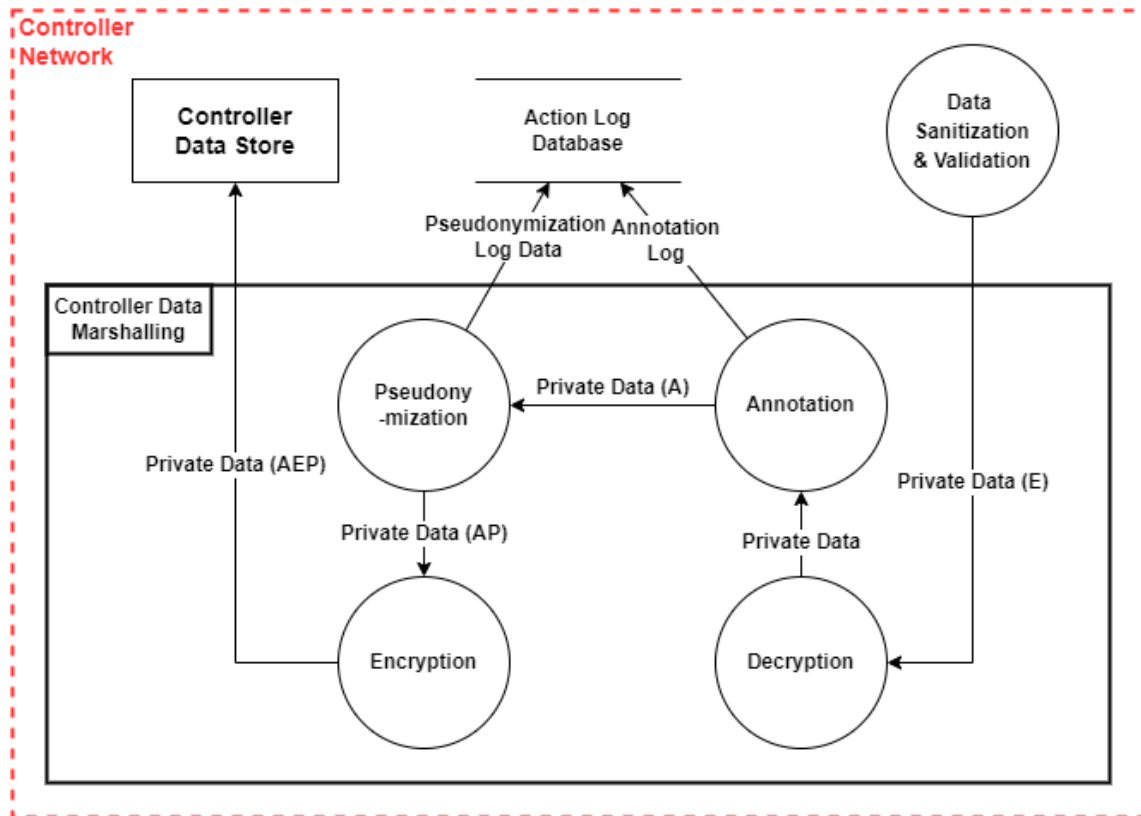 Controller
Network
Controller
Data Store
Action Log
Database
Data
Sanitization
& Validation
Pseudonymization
Log Data
Annotation
Log
Controller Data
Marshalling
Pseudony
-mization
Private Data (A)
Annotation
Private Data (AEP)
Private Data (E)
Private Data (AP)
Private Data
Encryption
Decryption